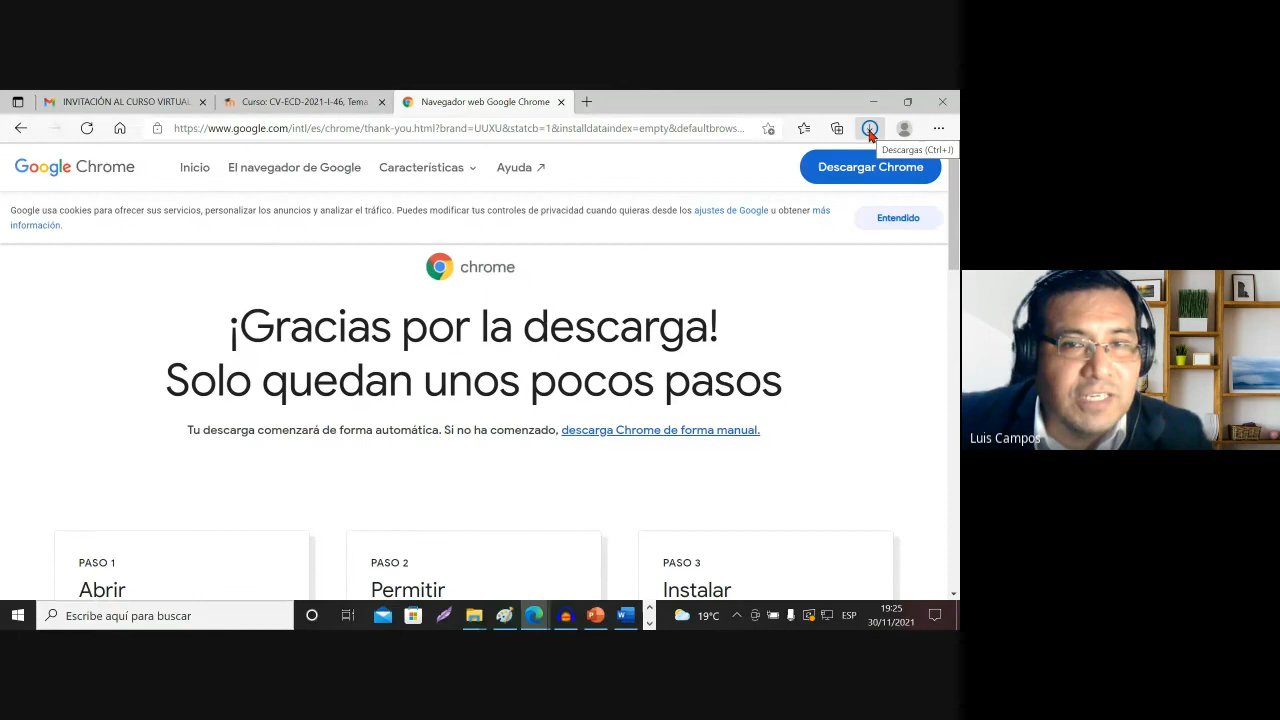 INVITACIÓN AL CURSO VIRTUAL
Curso: CV-ECD-2021-I-46, Tema
Navegador web Google Chrome
https://www.google.com/intl/es/chrome/thank-you.html?brand=UUXU&statcb=1&installdataindex=empty&defaultbrows...
Descargas (Ctrl+J)
Google Chrome
Inicio
El navegador de Google
Características
Ayuda
Descargar Chrome
Google usa cookies para ofrecer sus servicios, personalizar los anuncios y analizar el tráfico. Puedes modificar tus controles de privacidad cuando quieras desde los ajustes de Google u obtener más
información.
Entendido
chrome
¡Gracias por la descarga!
Solo quedan unos pocos pasos
Tu descarga comenzará de forma automática. Si no ha comenzado, descarga Chrome de forma manual.
PASO 1
Abrir
PASO 2
Permitir
PASO 3
Instalar
Luis Campos
Escribe aquí para buscar
19°C
ESP
19:25
30/11/2021